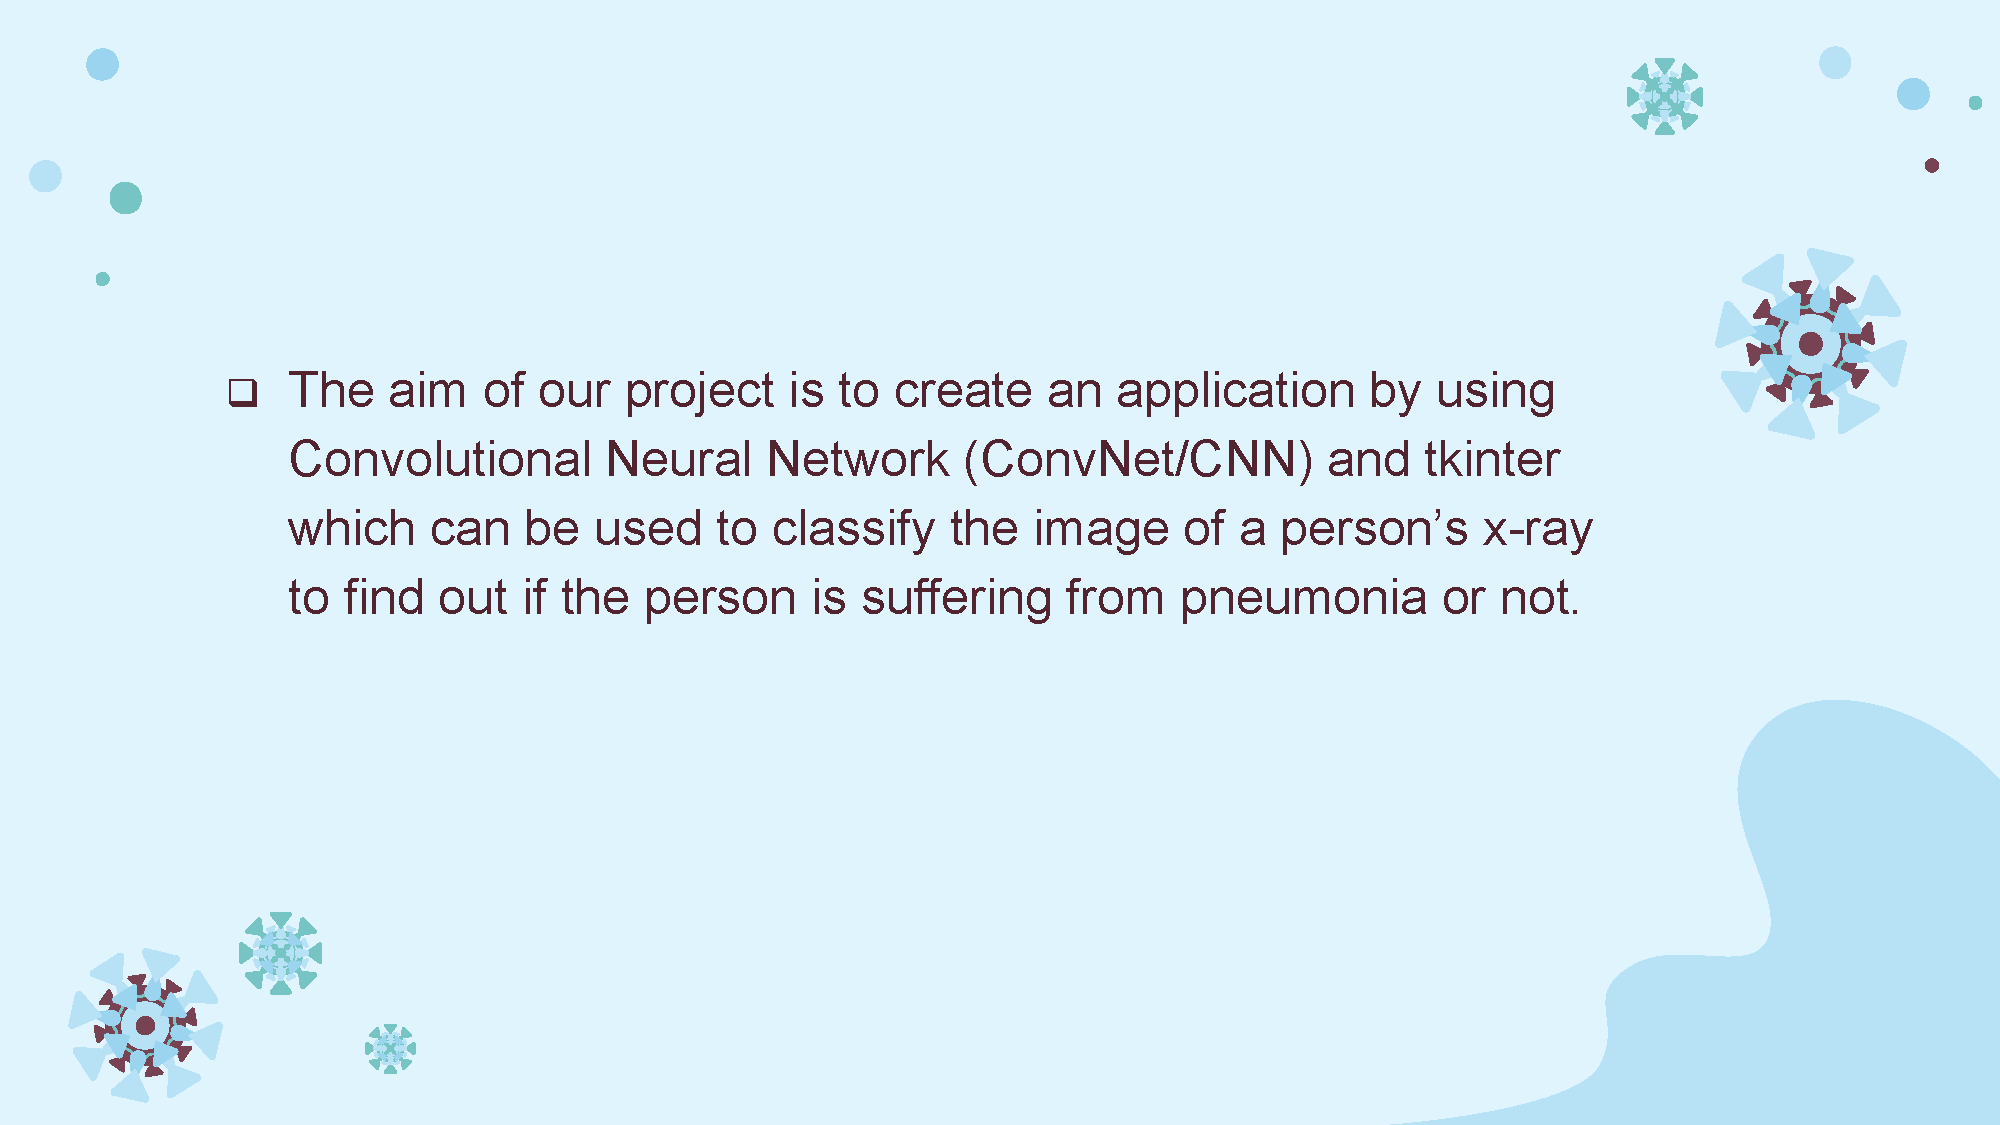 ❑ The aim of our project is to create an application by using
Convolutional Neural Network (ConvNet/CNN) and tkinter
which can be used to classify the image of a person’s x-ray
to find out if the person is suffering from pneumonia or not.